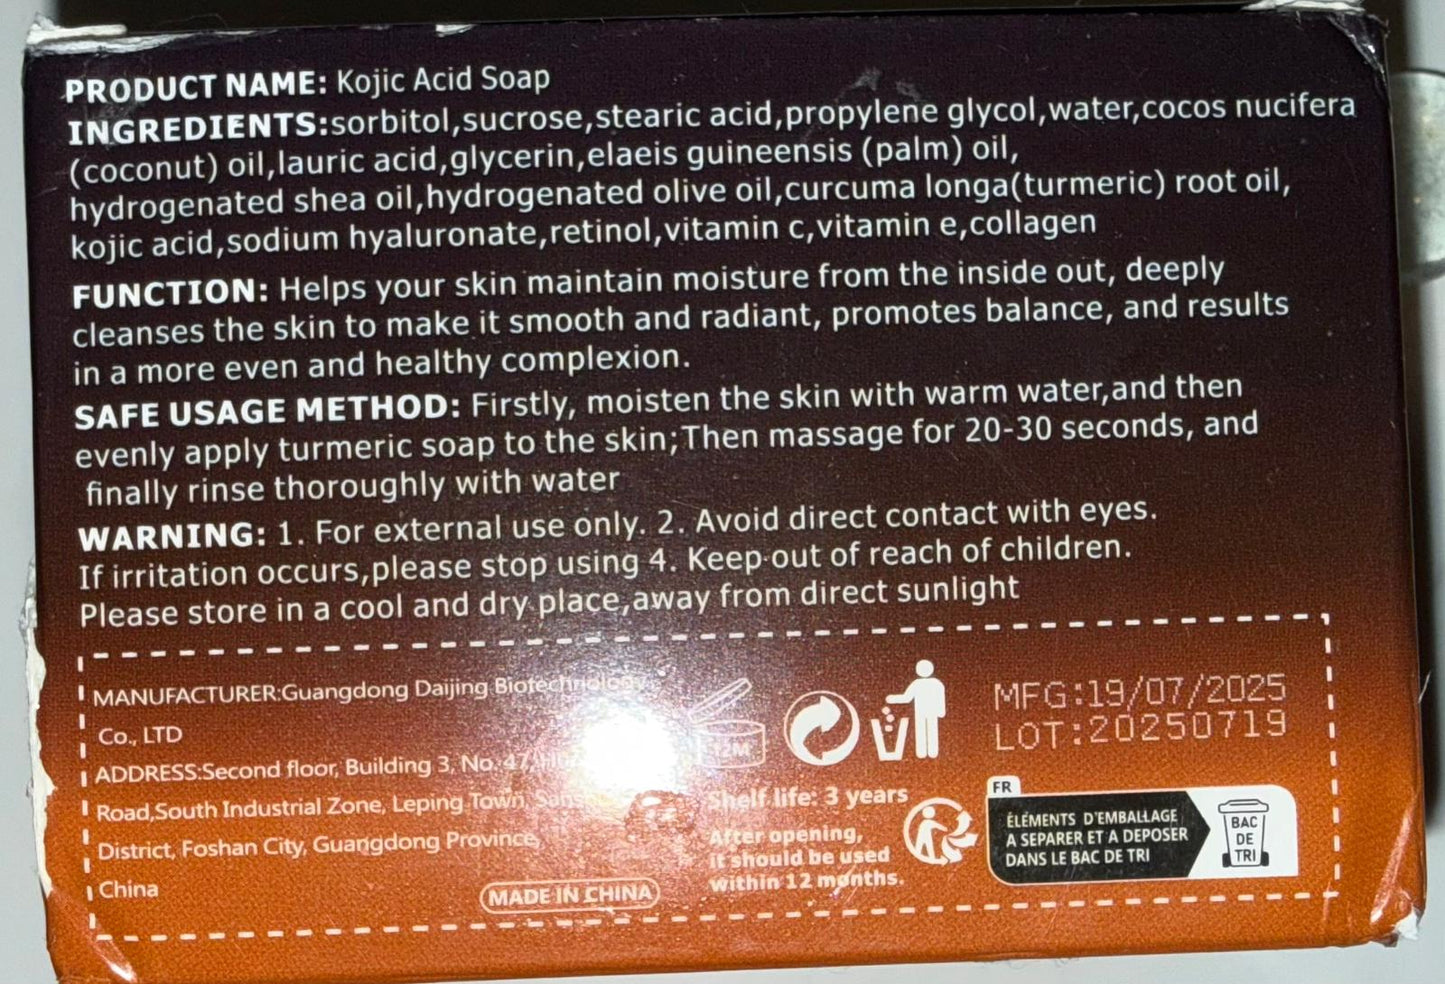 PRODUCT NAME: Kojic Acid Soap
INGREDIENTS:sorbitol,sucrose,stearic acid,propylene glycol,water,cocos nucifera
(coconut) oil,lauric acid,glycerin,elaeis guineensis (palm) oil,
hydrogenated shea oil,hydrogenated olive oil,curcuma longa(turmeric) root oil,
kojic acid,sodium hyaluronate,retinol,vitamin c,vitamin e,collagen
FUNCTION: Helps your skin maintain moisture from the inside out, deeply
cleanses the skin to make it smooth and radiant, promotes balance, and results
in a more even and healthy complexion.
SAFE USAGE METHOD: Firstly, moisten the skin with warm water,and then
evenly apply turmeric soap to the skin;Then massage for 20-30 seconds, and
finally rinse thoroughly with water
WARNING: 1. For external use only. 2. Avoid direct contact with eyes.
If irritation occurs,please stop using 4. Keep out of reach of children.
Please store in a cool and dry place,away from direct sunlight
MANUFACTURER:Guangdong Daijing Biotechnology
Co., LTD
ADDRESS:Second floor, Building 3, No. 47,
Road,South Industrial Zone, Leping Town,
District, Foshan City, Guangdong Province
China
MADE IN CHINA
12M
Shelf life: 3 years
After opening,
it should be used
within 12 months.
MFG:19/07/2025
LOT:20250719
FR
ÉLÉMENTS D'EMBALLAGE
A SEPARER ET A DEPOSER
DANS LE BAC DE TRI
BAC
DE
TRI